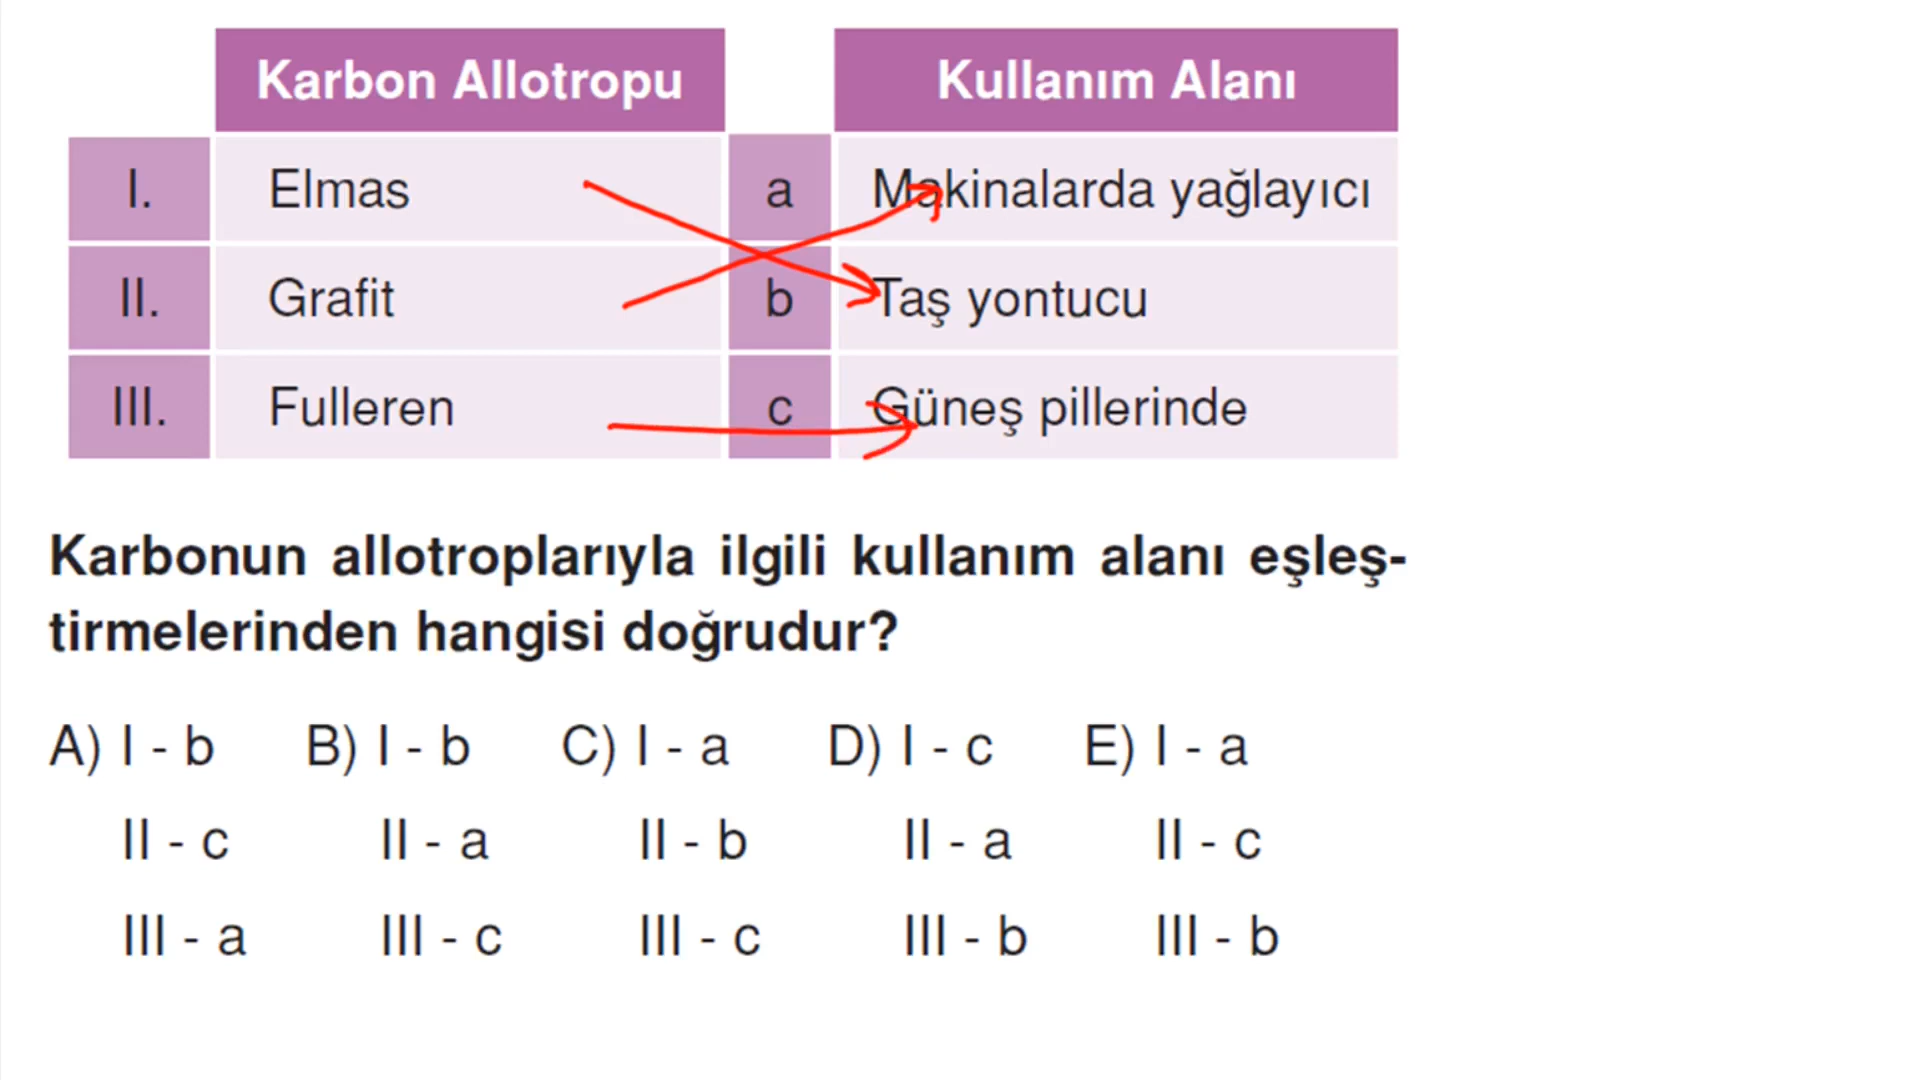 Karbon Allotropu Kullanım Alanı
I. Elmas a Makinalarda yağlayıcı
II. Grafit b Taş yontucu
III. Fulleren c Güneş pillerinde
Karbonun allotroplarıyla ilgili kullanım alanı eşleş-
tirmelerinden hangisi doğrudur?
A) I - b B) I - b C) I - a D) I - c E) I - a
II - c II - a II - b II - a II - c
III - a III - c III - c III - b III - b